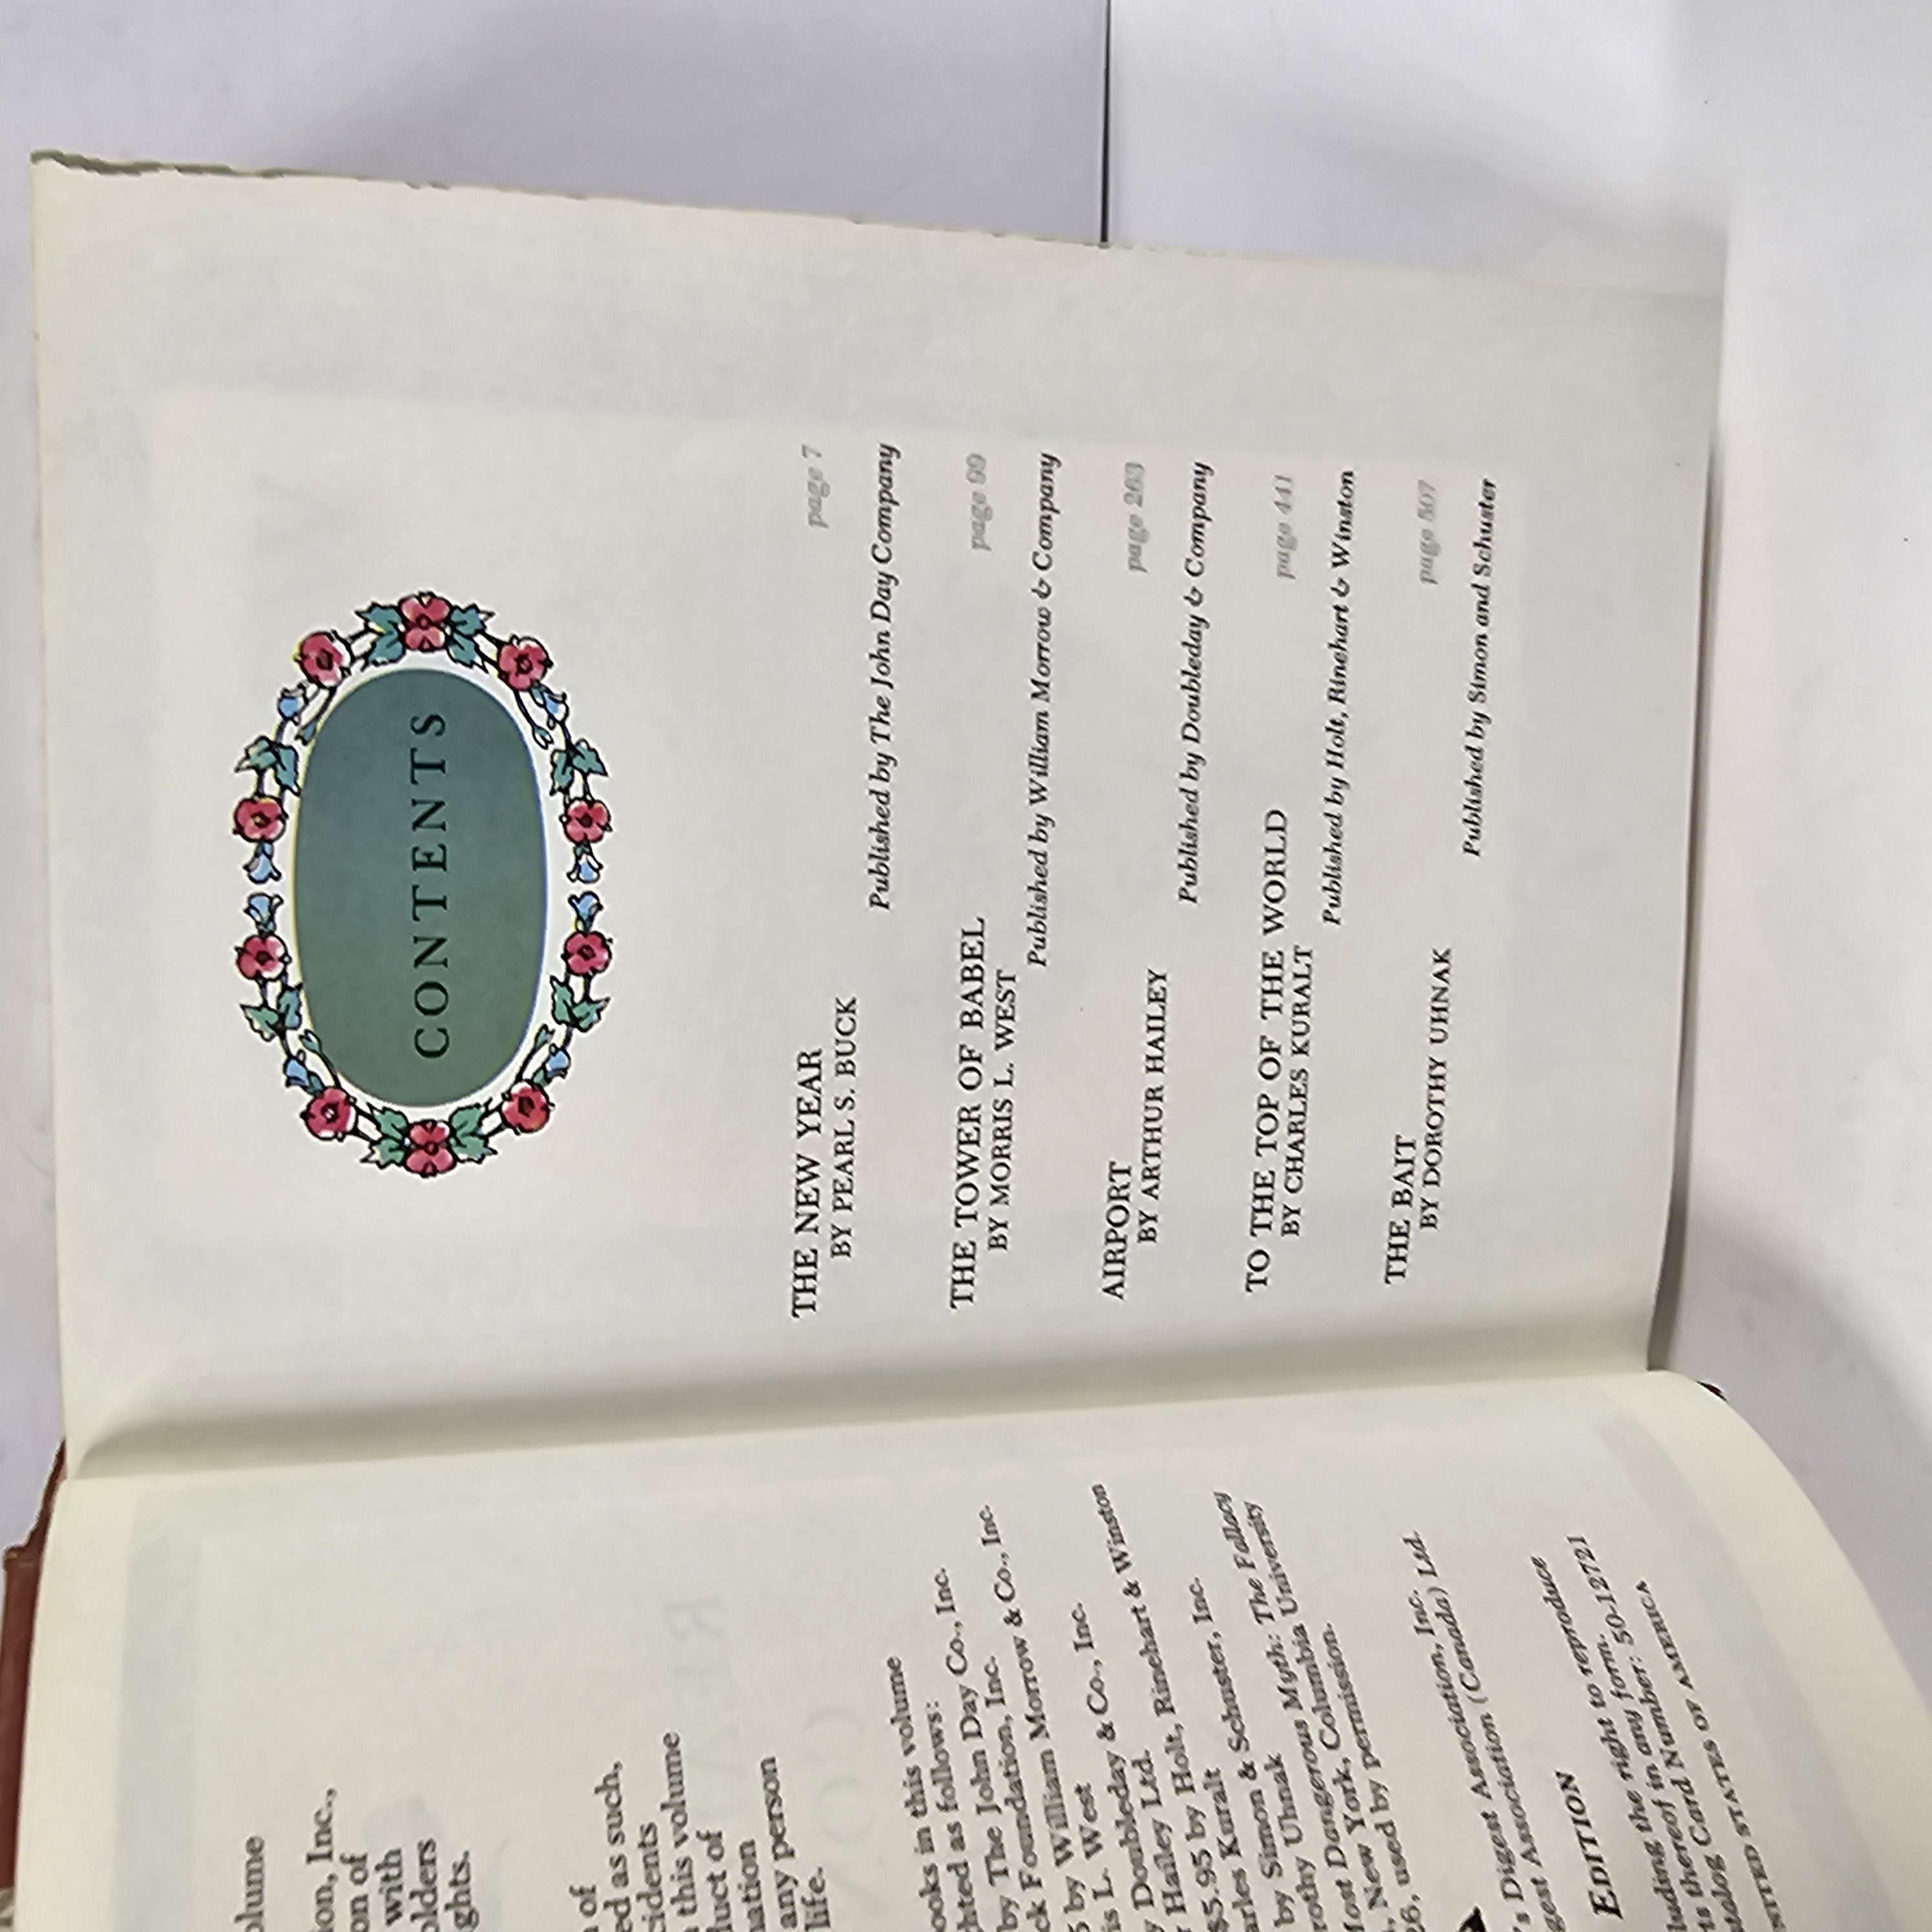 olume
ion, Inc.,
on of
with
olders
ghts.
of
ed as such,
cidents
this volume
duct of
nation
any person
life.
ooks in this volume
ghted as follows:
by The John Day Co., Inc.
ck Foundation, Inc.
5 by William Morrow & Co., Inc.
is L. West
y Doubleday & Co., Inc.
r Hailey Ltd.
$5.95 by Holt, Rinehart & Winston
arles Kuralt
by Simon & Schuster, Inc.
rothy Uhnak
Most Dangerous Myth: The Fallacy
, New York, Columbia University
26, used by permission.
's Digest Association, Inc.
gest Association (Canada) Ltd.
EDITION
luding the right to reproduce
ts thereof in any form.
atalog Card Number: 50-12721
NITED STATES OF AMERICA
CONTENTS
THE NEW YEAR page 7
BY PEARL S. BUCK
Published by The John Day Company
THE TOWER OF BABEL page 99
BY MORRIS L. WEST
Published by William Morrow & Company
AIRPORT page 263
BY ARTHUR HAILEY
Published by Doubleday & Company
TO THE TOP OF THE WORLD page 441
BY CHARLES KURALT
Published by Holt, Rinehart & Winston
THE BAIT page 507
BY DOROTHY UHNAK
Published by Simon and Schuster